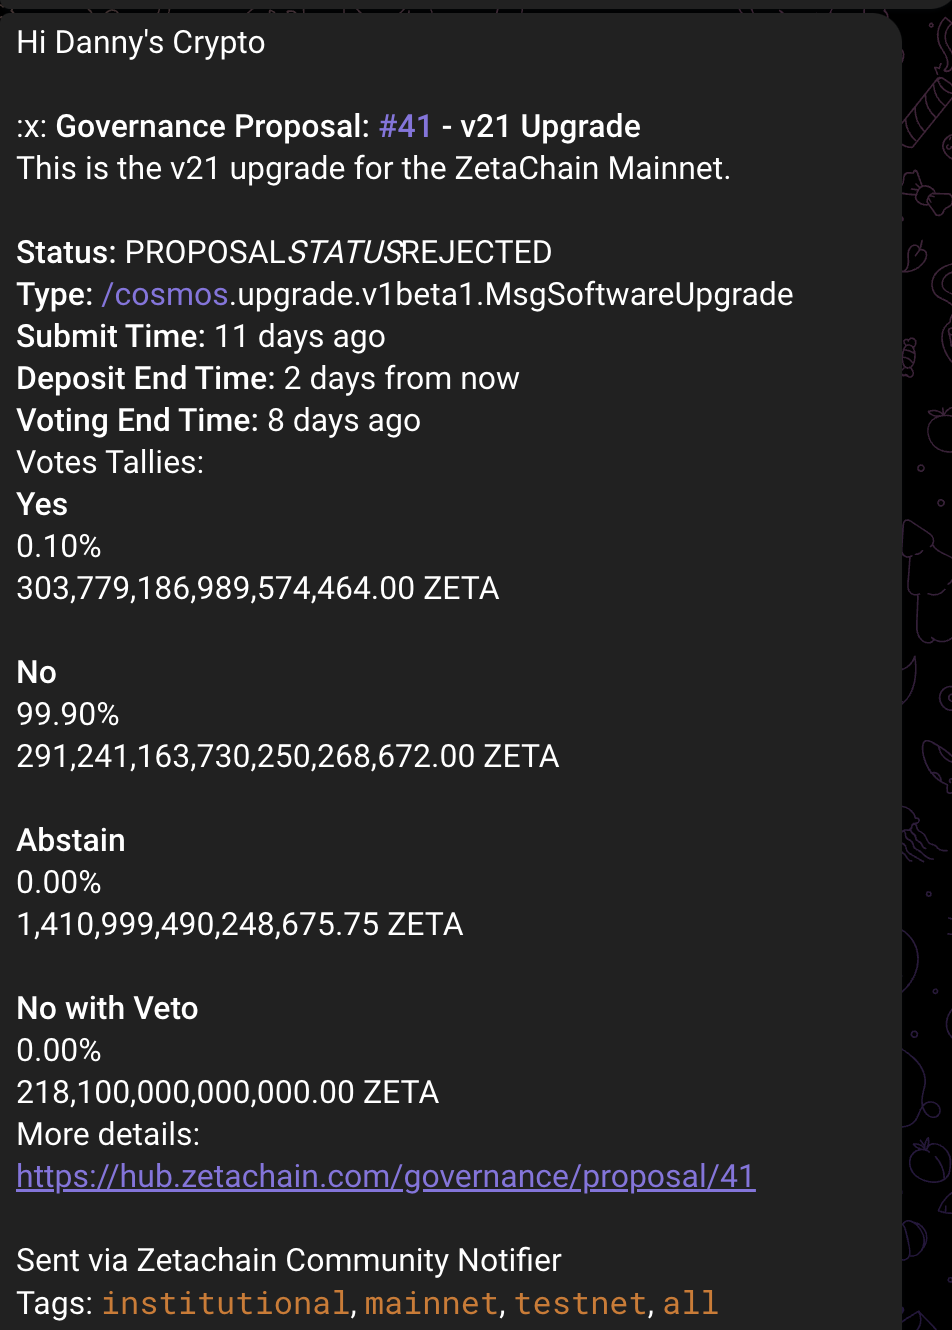 Hi Danny's Crypto
:x: Governance Proposal: #41 - v21 Upgrade
This is the v21 upgrade for the ZetaChain Mainnet.
Status: PROPOSALSTATUSREJECTED
Type: /cosmos.upgrade.v1beta1.MsgSoftwareUpgrade
Submit Time: 11 days ago
Deposit End Time: 2 days from now
Voting End Time: 8 days ago
Votes Tallies:
Yes
0.10%
303,779,186,989,574,464.00 ZETA
No
99.90%
291,241,163,730,250,268,672.00 ZETA
Abstain
0.00%
1,410,999,490,248,675.75 ZETA
No with Veto
0.00%
218,100,000,000,000.00 ZETA
More details:
https://hub.zetachain.com/governance/proposal/41
Sent via Zetachain Community Notifier
Tags: institutional, mainnet, testnet, all